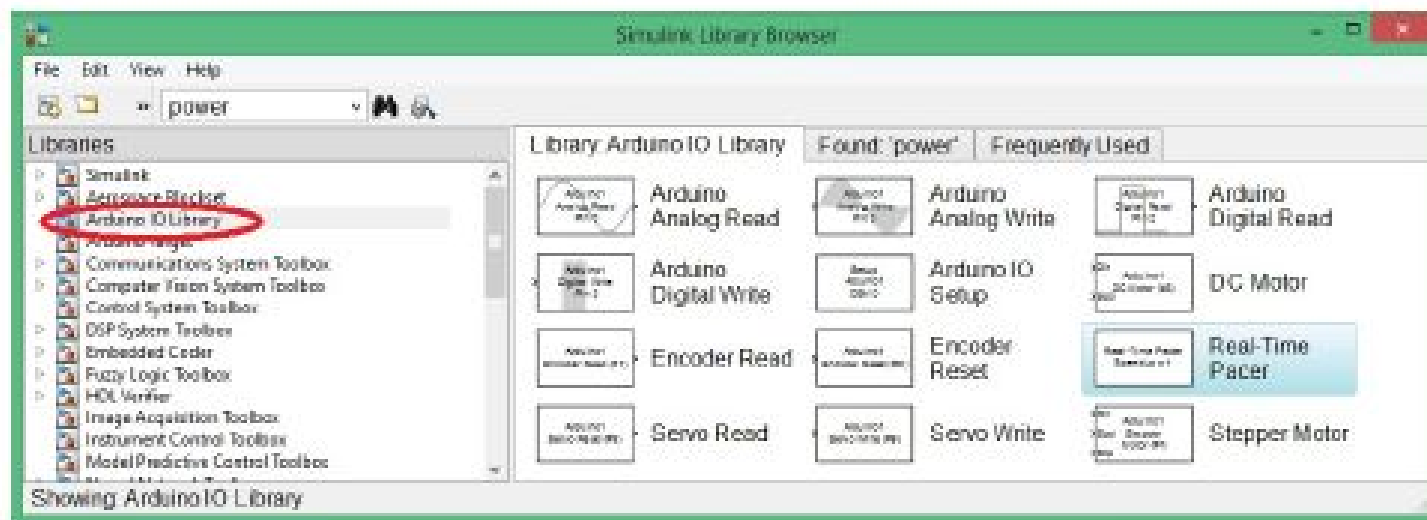 Simulink Library Browser
File Edit View Help
» power
Libraries
Simulink
Aerospace Blockset
Arduino IO Library
Arduino Target
Communications System Toolbox
Computer Vision System Toolbox
Control System Toolbox
DSP System Toolbox
Embedded Coder
Fuzzy Logic Toolbox
HDL Verifier
Image Acquisition Toolbox
Instrument Control Toolbox
Model Predictive Control Toolbox
Library: Arduino IO Library
Found: 'power'
Frequently Used
Arduino
Analog Read
Arduino
Analog Write
Arduino
Digital Read
Arduino
Digital Write
Arduino IO
Setup
DC Motor
Encoder Read
Encoder
Reset
Real-Time
Pacer
Servo Read
Servo Write
Stepper Motor
Showing: Arduino IO Library